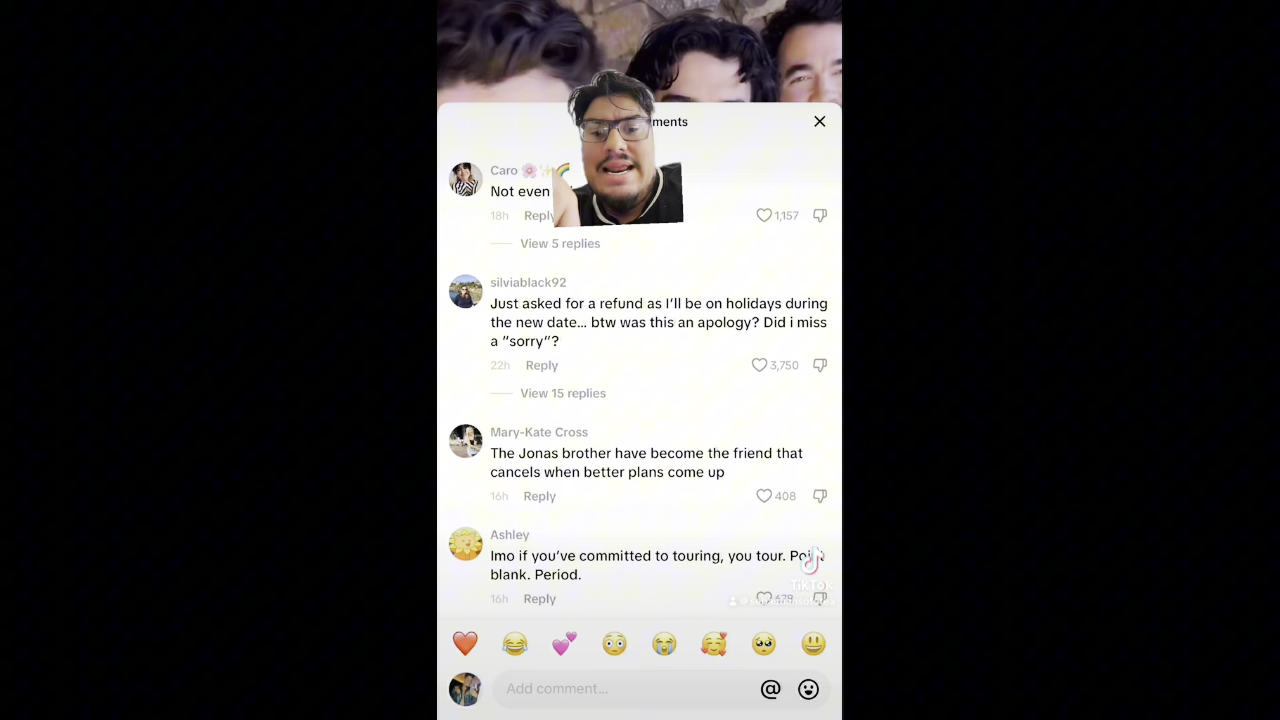 ments
Caro 🌸✨🌈
Not even
18h Reply
1,157
View 5 replies
silviablack92
Just asked for a refund as I'll be on holidays during
the new date... btw was this an apology? Did i miss
a "sorry"?
22h Reply
3,750
View 15 replies
Mary-Kate Cross
The Jonas brother have become the friend that
cancels when better plans come up
16h Reply
408
Ashley
Imo if you've committed to touring, you tour.
blank. Period.
TikTok
16h Reply
Add comment...
@